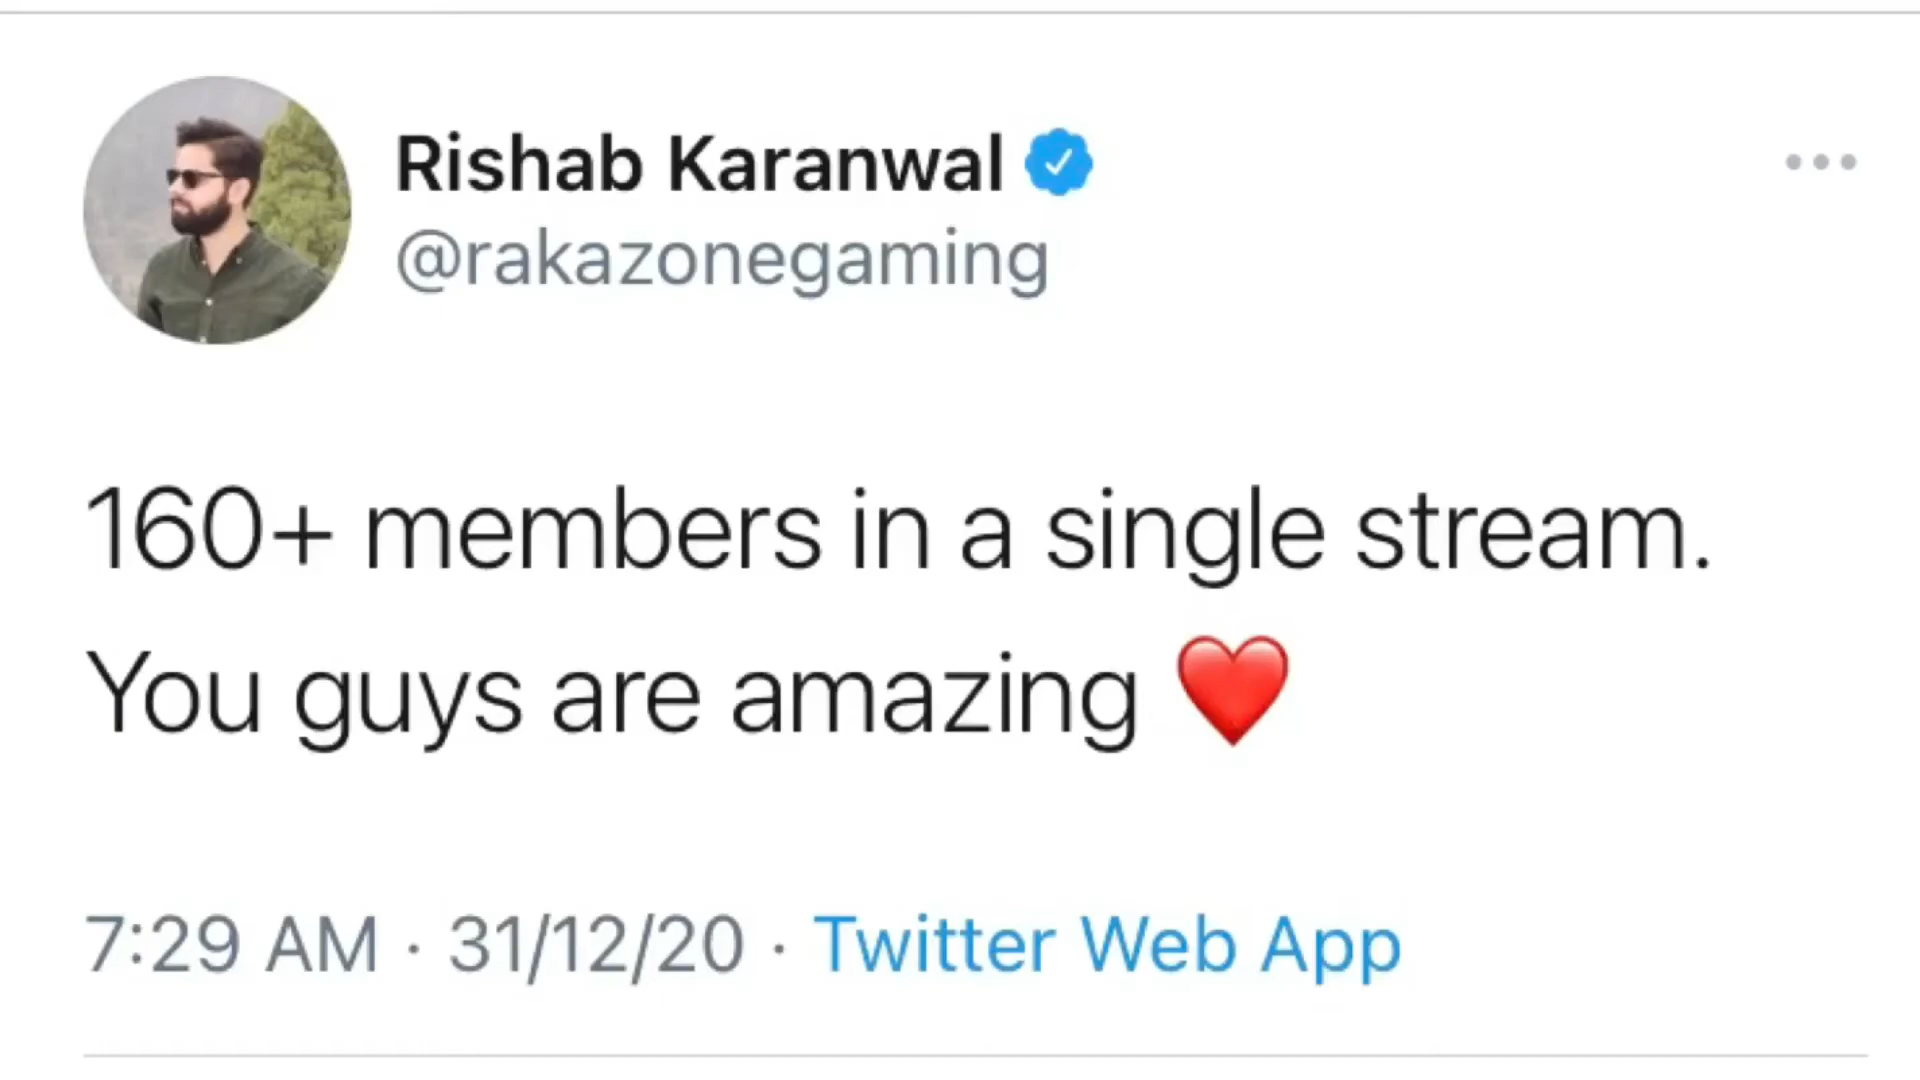 Rishab Karanwal
@rakazonegaming
160+ members in a single stream.
You guys are amazing ❤️
7:29 AM · 31/12/20 · Twitter Web App